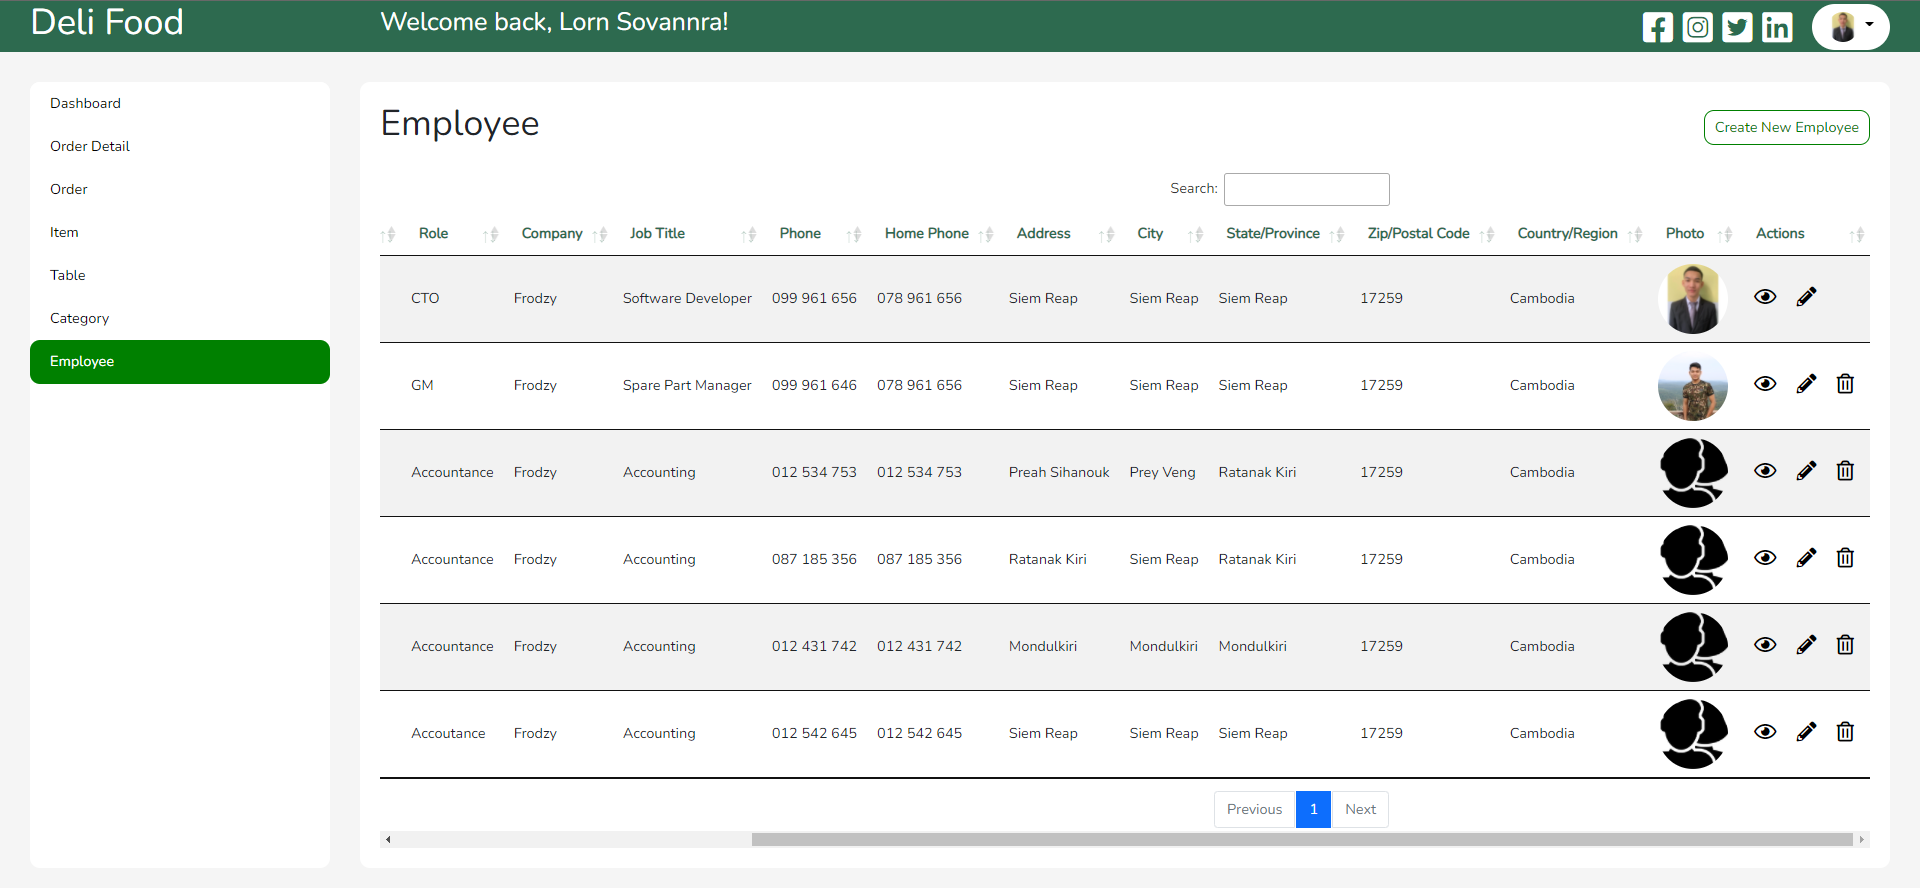 Deli Food
Welcome back, Lorn Sovannra!
Dashboard
Order Detail
Order
Item
Table
Category
Employee
Employee
Create New Employee
Search:
Role Company Job Title Phone Home Phone Address City State/Province Zip/Postal Code Country/Region Photo Actions
CTO Frodzy Software Developer 099 961 656 078 961 656 Siem Reap Siem Reap Siem Reap 17259 Cambodia
GM Frodzy Spare Part Manager 099 961 646 078 961 656 Siem Reap Siem Reap Siem Reap 17259 Cambodia
Accountance Frodzy Accounting 012 534 753 012 534 753 Preah Sihanouk Prey Veng Ratanak Kiri 17259 Cambodia
Accountance Frodzy Accounting 087 185 356 087 185 356 Ratanak Kiri Siem Reap Ratanak Kiri 17259 Cambodia
Accountance Frodzy Accounting 012 431 742 012 431 742 Mondulkiri Mondulkiri Mondulkiri 17259 Cambodia
Accoutance Frodzy Accounting 012 542 645 012 542 645 Siem Reap Siem Reap Siem Reap 17259 Cambodia
Previous 1 Next